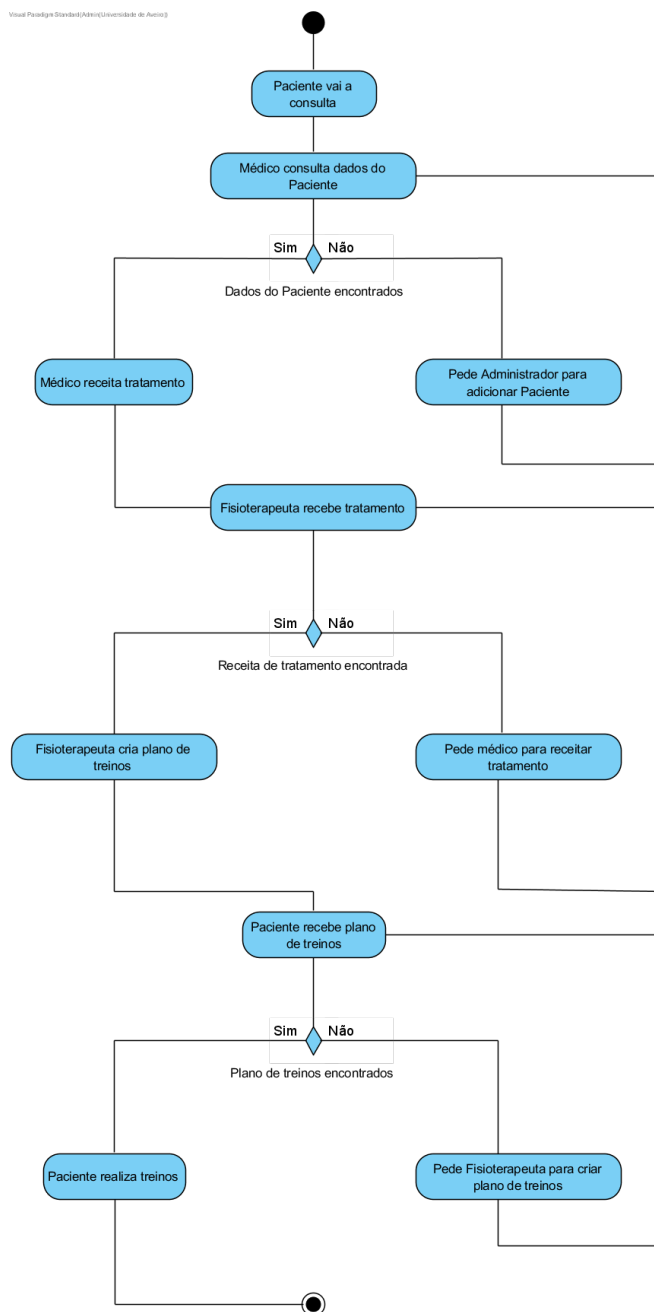 Visual Paradigm Standard(Admin(Universidade de Aveiro))
Paciente vai a
consulta
Médico consulta dados do
Paciente
Sim Não
Dados do Paciente encontrados
Médico receita tratamento
Pede Administrador para
adicionar Paciente
Fisioterapeuta recebe tratamento
Sim Não
Receita de tratamento encontrada
Fisioterapeuta cria plano de
treinos
Pede médico para receitar
tratamento
Paciente recebe plano
de treinos
Sim Não
Plano de treinos encontrados
Paciente realiza treinos
Pede Fisioterapeuta para criar
plano de treinos